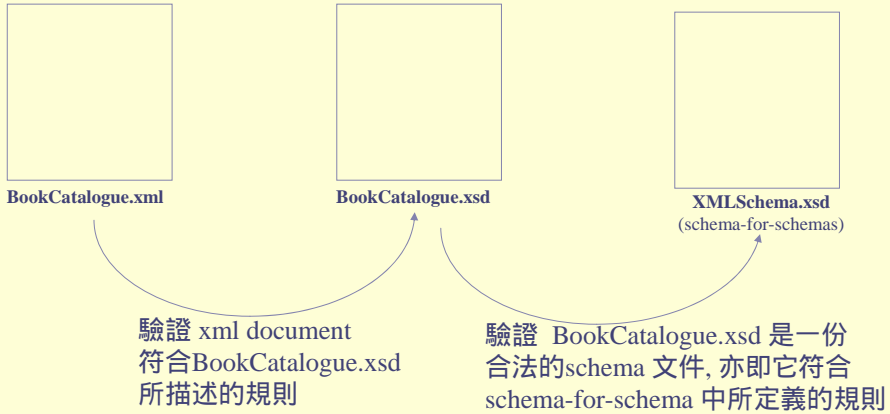 BookCatalogue.xml
BookCatalogue.xsd
XMLSchema.xsd
(schema-for-schemas)
驗證 xml document
符合BookCatalogue.xsd
所描述的規則
驗證 BookCatalogue.xsd 是一份
合法的schema 文件, 亦即它符合
schema-for-schema 中所定義的規則